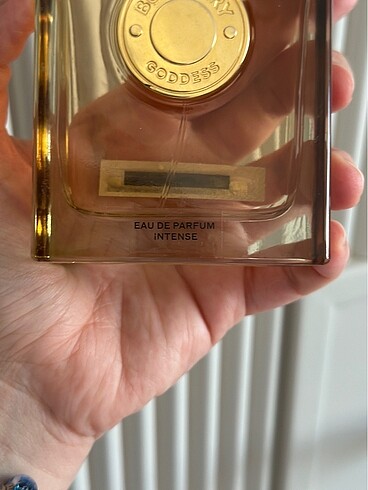 GODDESS
EAU DE PARFUM
INTENSE